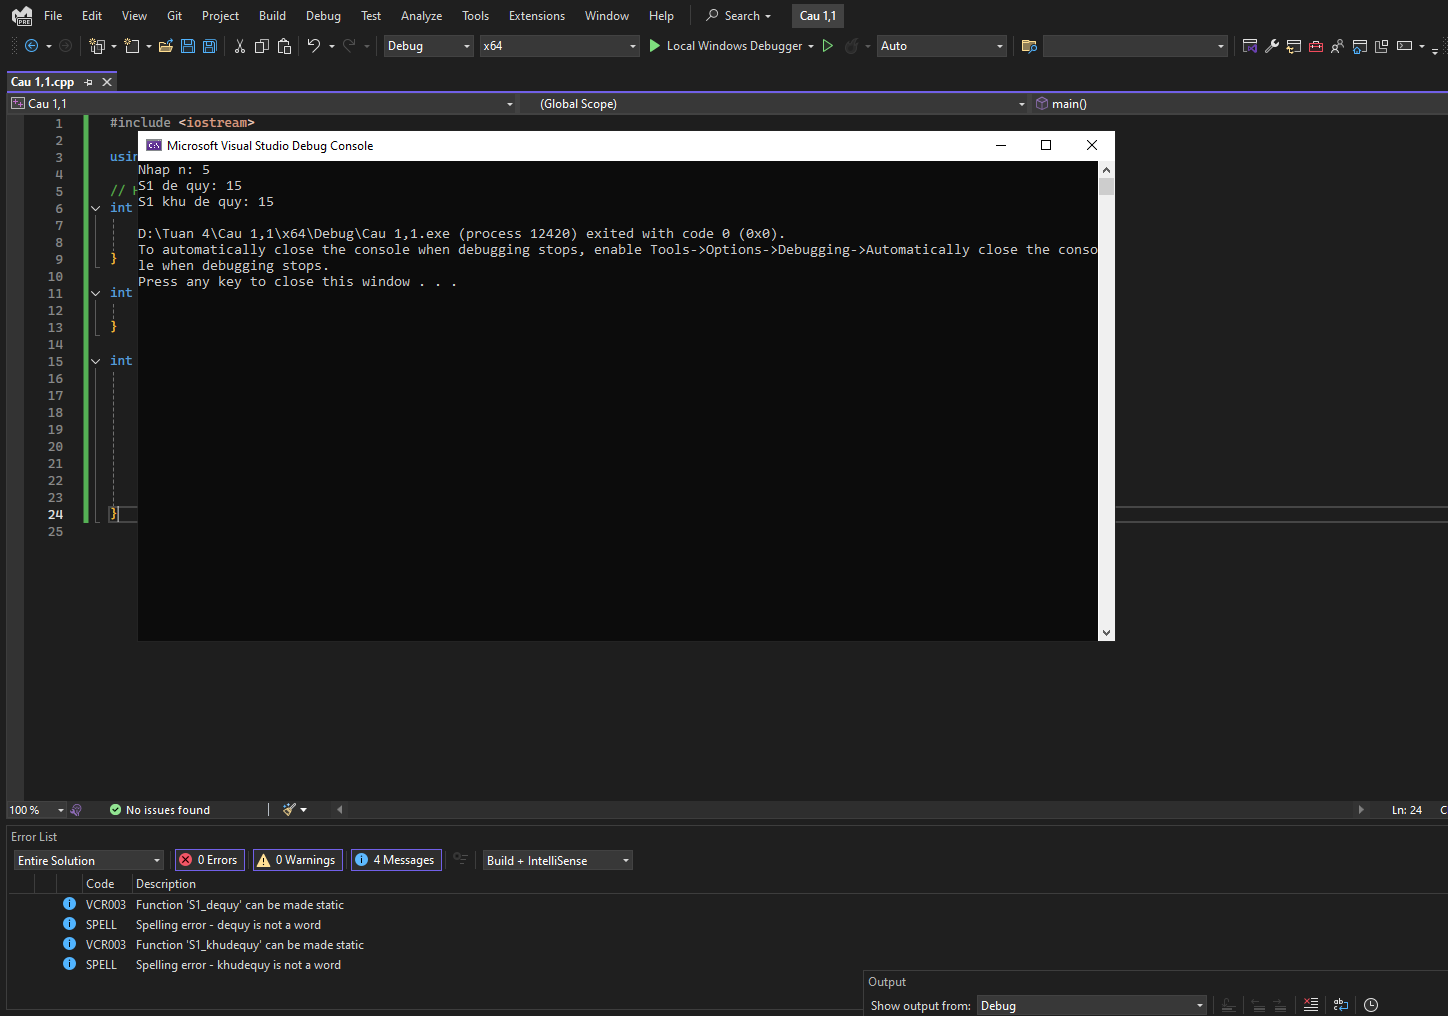 PRE File Edit View Git Project Build Debug Test Analyze Tools Extensions Window Help Search Cau 1,1
Debug x64 Local Windows Debugger Auto
Cau 1,1.cpp
Cau 1,1 (Global Scope) main()
1 #include <iostream>
2
Microsoft Visual Studio Debug Console
3 usin
Nhap n: 5
4
S1 de quy: 15
5 //
S1 khu de quy: 15
6 int
7
8
D:\Tuan 4\Cau 1,1\x64\Debug\Cau 1,1.exe (process 12420) exited with code 0 (0x0).
To automatically close the console when debugging stops, enable Tools->Options->Debugging->Automatically close the conso
9 }
le when debugging stops.
10
Press any key to close this window . . .
11 int
12
13 }
14
15 int
16
17
18
19
20
21
22
23
24 }
25
100 % No issues found Ln: 24 C
Error List
Entire Solution 0 Errors 0 Warnings 4 Messages Build + IntelliSense
Code Description
VCR003 Function 'S1_dequy' can be made static
SPELL Spelling error - dequy is not a word
VCR003 Function 'S1_khudequy' can be made static
SPELL Spelling error - khudequy is not a word
Output
Show output from: Debug